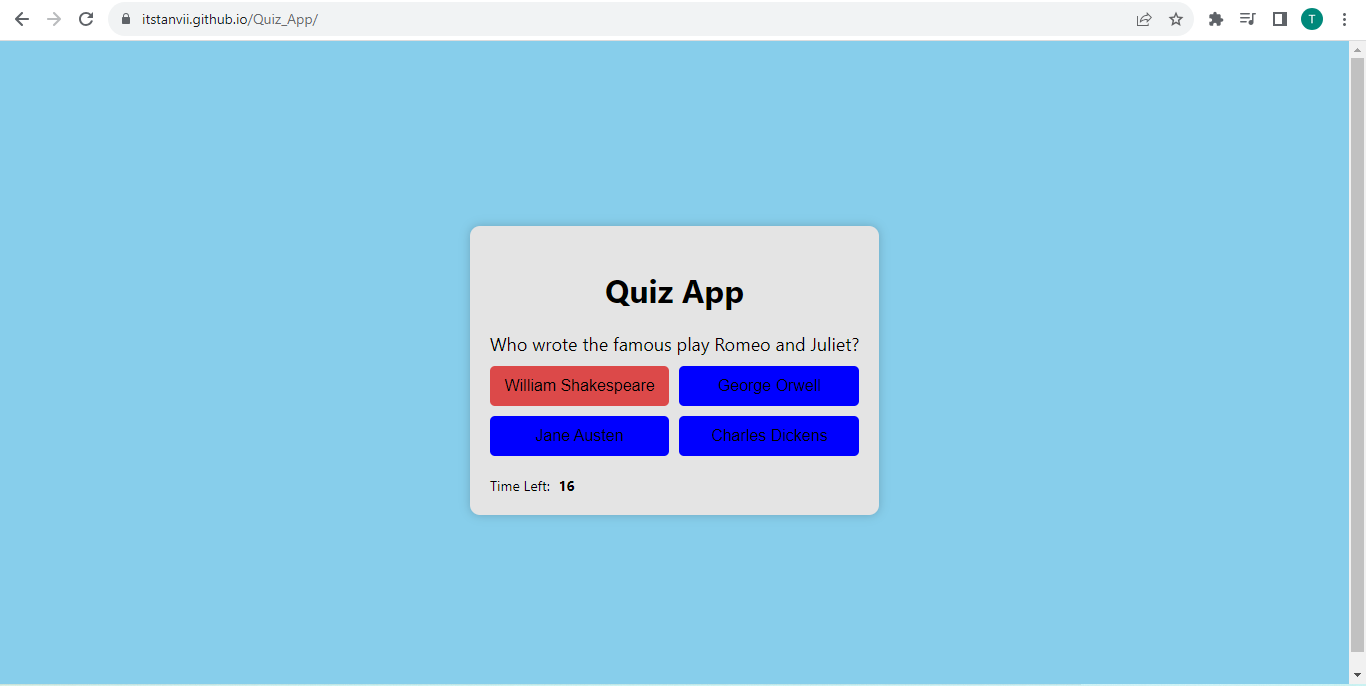 itstanvii.github.io/Quiz_App/
T
Quiz App
Who wrote the famous play Romeo and Juliet?
William Shakespeare George Orwell
Jane Austen Charles Dickens
Time Left: 16